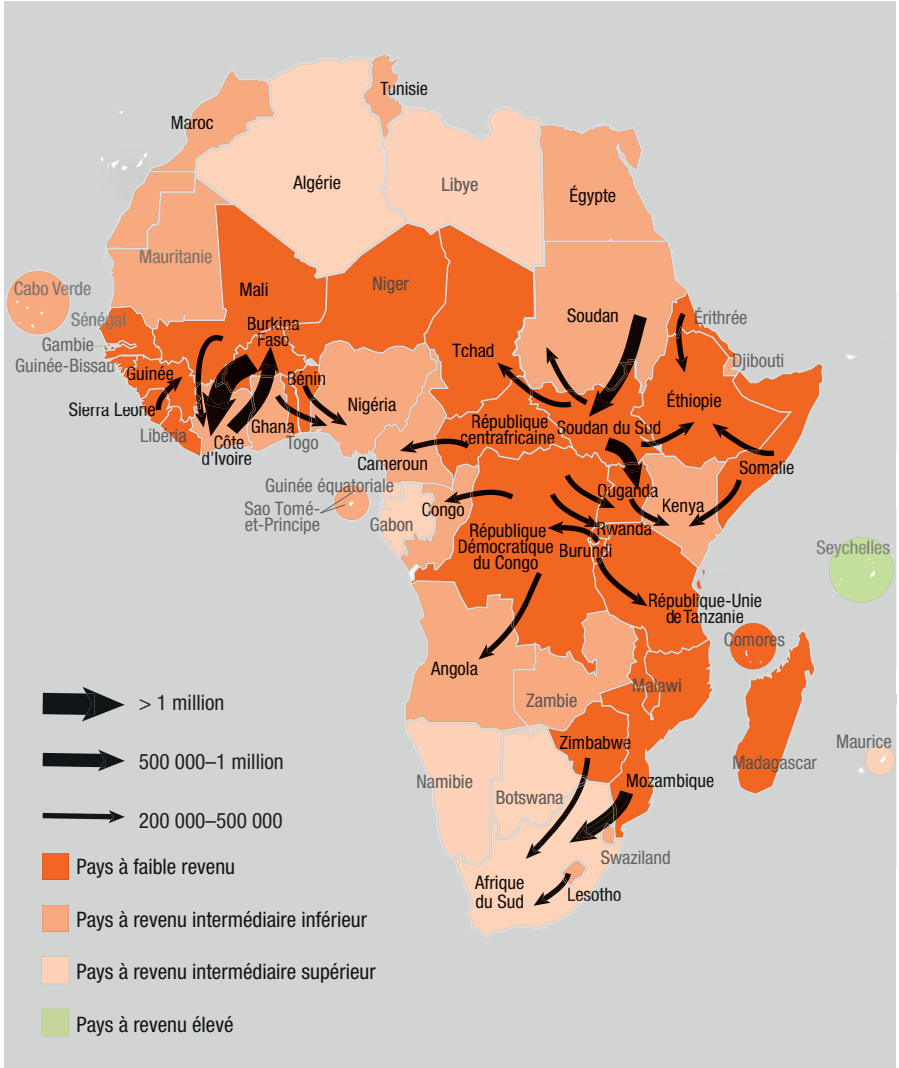 Tunisie
Maroc
Algérie
Libye
Égypte
Mauritanie
Cabo Verde
Mali
Niger
Sénégal
Burkina
Faso
Tchad
Soudan
Érithrée
Gambie
Guinée-Bissau
Guinée
Bénin
Djibouti
Sierra Leone
Nigéria
Éthiopie
Liberia
Côte
d'Ivoire
Ghana
Togo
République
centrafricaine
Soudan du Sud
Cameroun
Somalie
Guinée équatoriale
Sao Tomé-
et-Principe
Gabon
Congo
Ouganda
Kenya
République
Démocratique
du Congo
Rwanda
Burundi
Seychelles
République-Unie
de Tanzanie
Comores
Angola
Zambie
Malawi
> 1 million
500 000–1 million
200 000–500 000
Zimbabwe
Mozambique
Madagascar
Maurice
Namibie
Botswana
Swaziland
Afrique
du Sud
Lesotho
Pays à faible revenu
Pays à revenu intermédiaire inférieur
Pays à revenu intermédiaire supérieur
Pays à revenu élevé